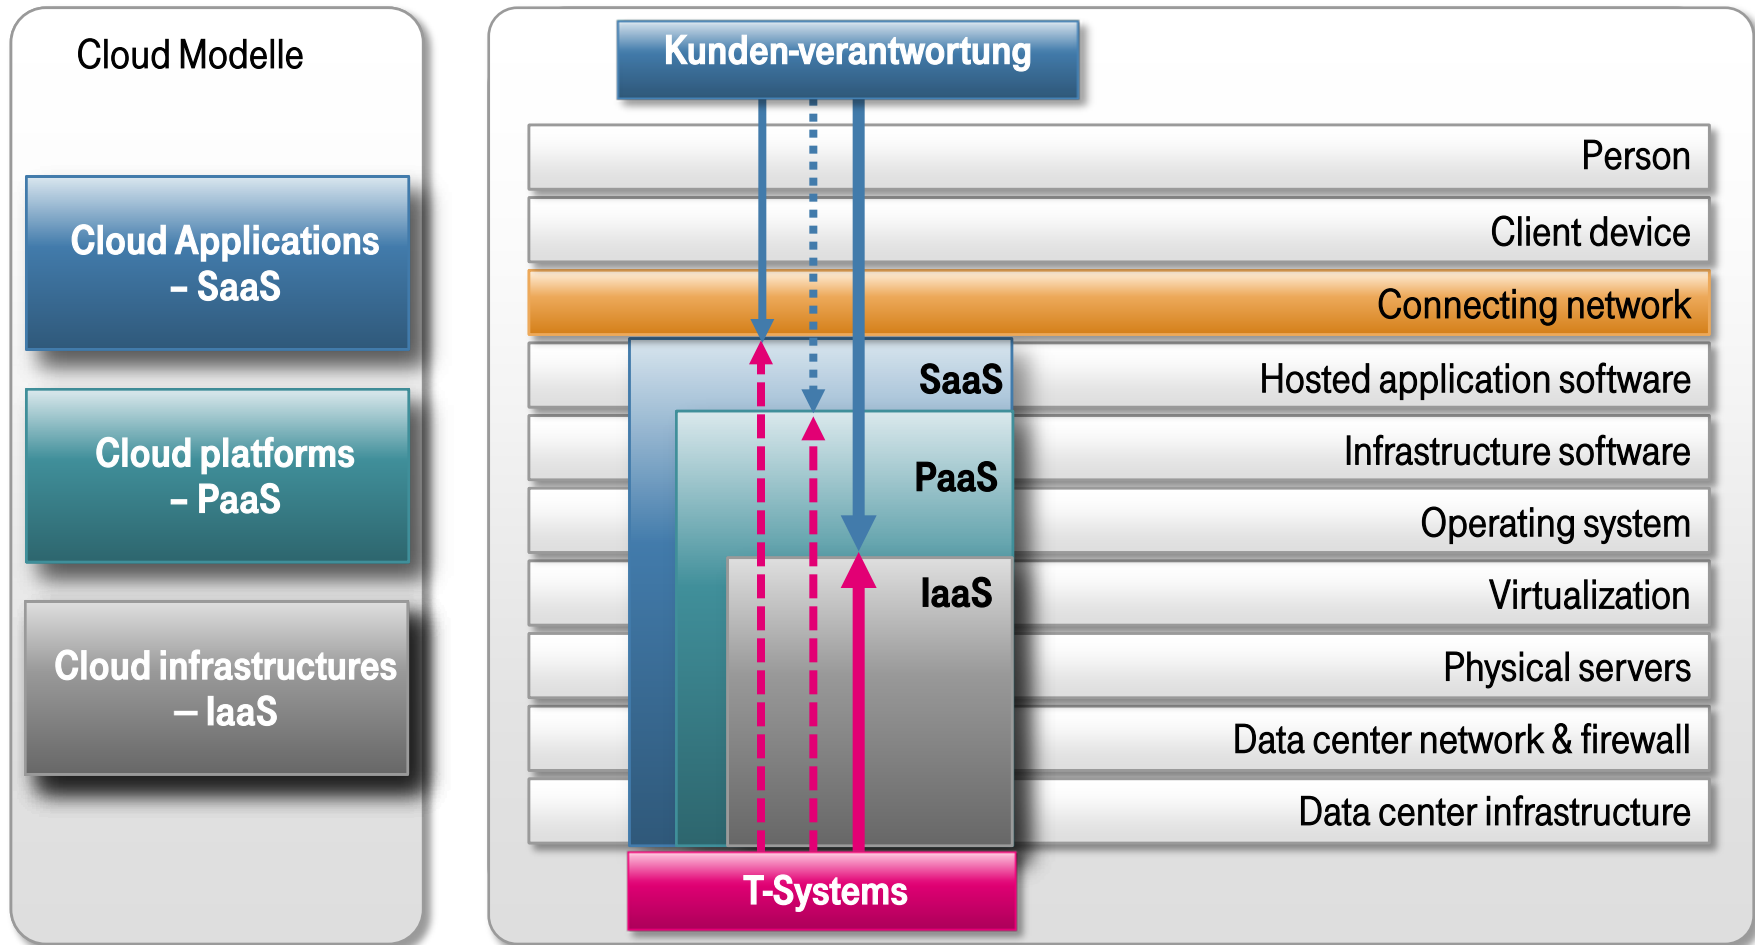 Cloud Modelle
Cloud Applications
– SaaS
Cloud platforms
– PaaS
Cloud infrastructures
– IaaS
Kunden-verantwortung
Person
Client device
Connecting network
SaaS
Hosted application software
Infrastructure software
PaaS
Operating system
IaaS
Virtualization
Physical servers
Data center network & firewall
Data center infrastructure
T-Systems